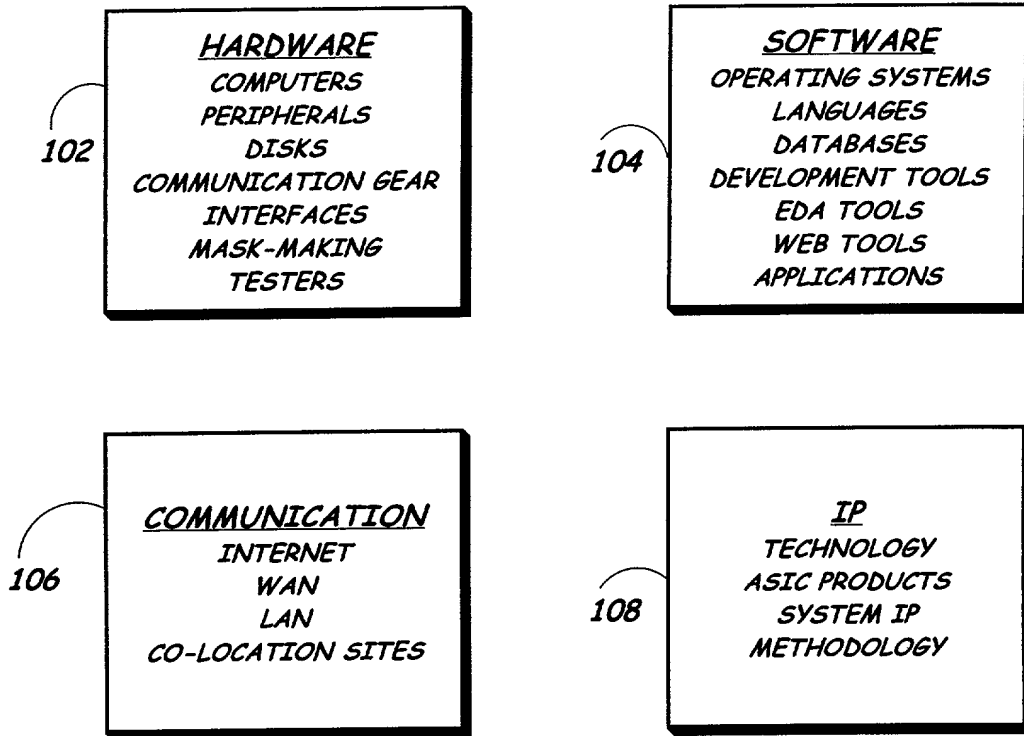 HARDWARE
COMPUTERS
PERIPHERALS
DISKS
COMMUNICATION GEAR
INTERFACES
MASK-MAKING
TESTERS
102
SOFTWARE
OPERATING SYSTEMS
LANGUAGES
DATABASES
DEVELOPMENT TOOLS
EDA TOOLS
WEB TOOLS
APPLICATIONS
104
COMMUNICATION
INTERNET
WAN
LAN
CO-LOCATION SITES
106
IP
TECHNOLOGY
ASIC PRODUCTS
SYSTEM IP
METHODOLOGY
108